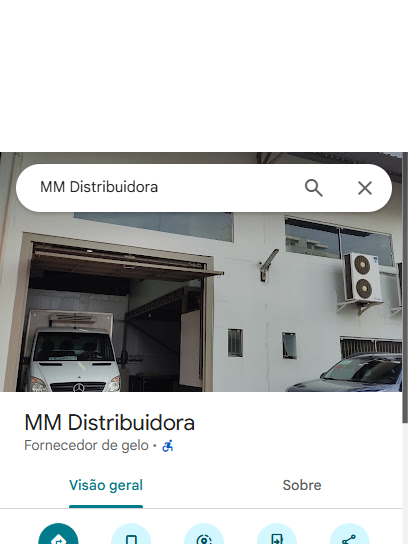 MM Distribuidora
MM Distribuidora
Fornecedor de gelo •
Visão geral
Sobre